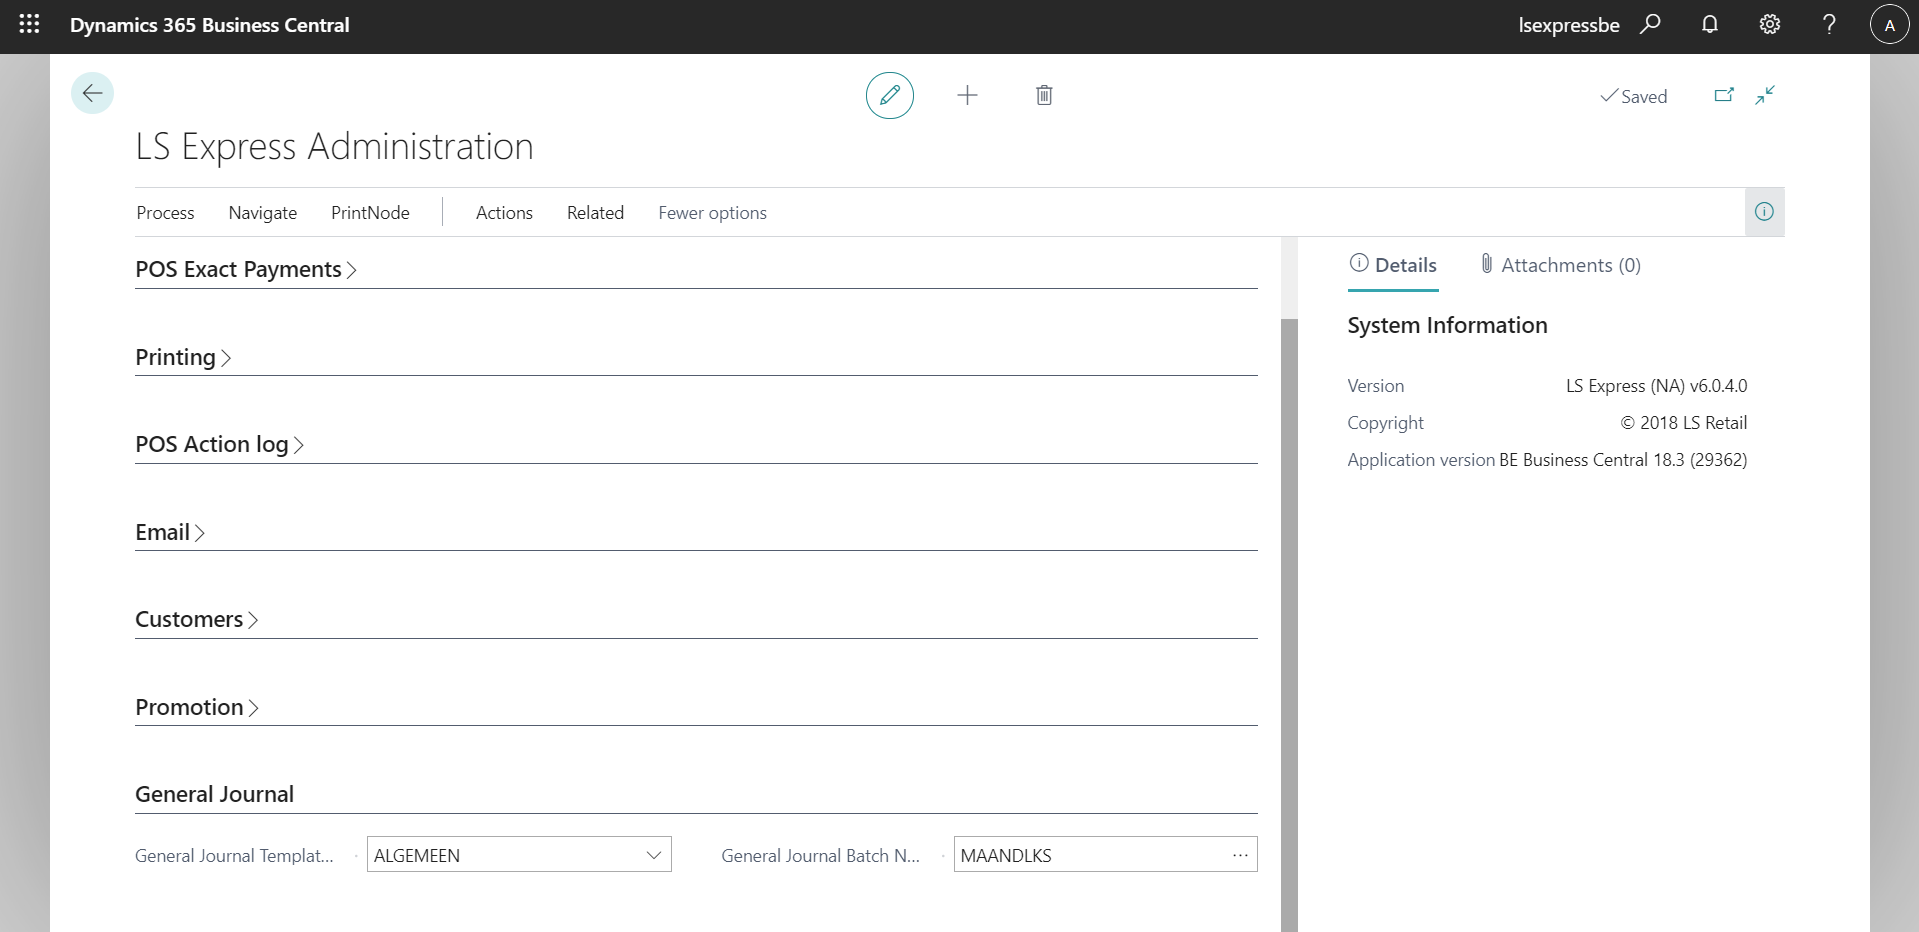 Dynamics 365 Business Central
lsexpressbe
A
Saved
LS Express Administration
Process Navigate PrintNode Actions Related Fewer options
POS Exact Payments
Printing
POS Action log
Email
Customers
Promotion
General Journal
General Journal Templat... ALGEMEEN General Journal Batch N... MAANDLKS
Details Attachments (0)
System Information
Version LS Express (NA) v6.0.4.0
Copyright © 2018 LS Retail
Application version BE Business Central 18.3 (29362)